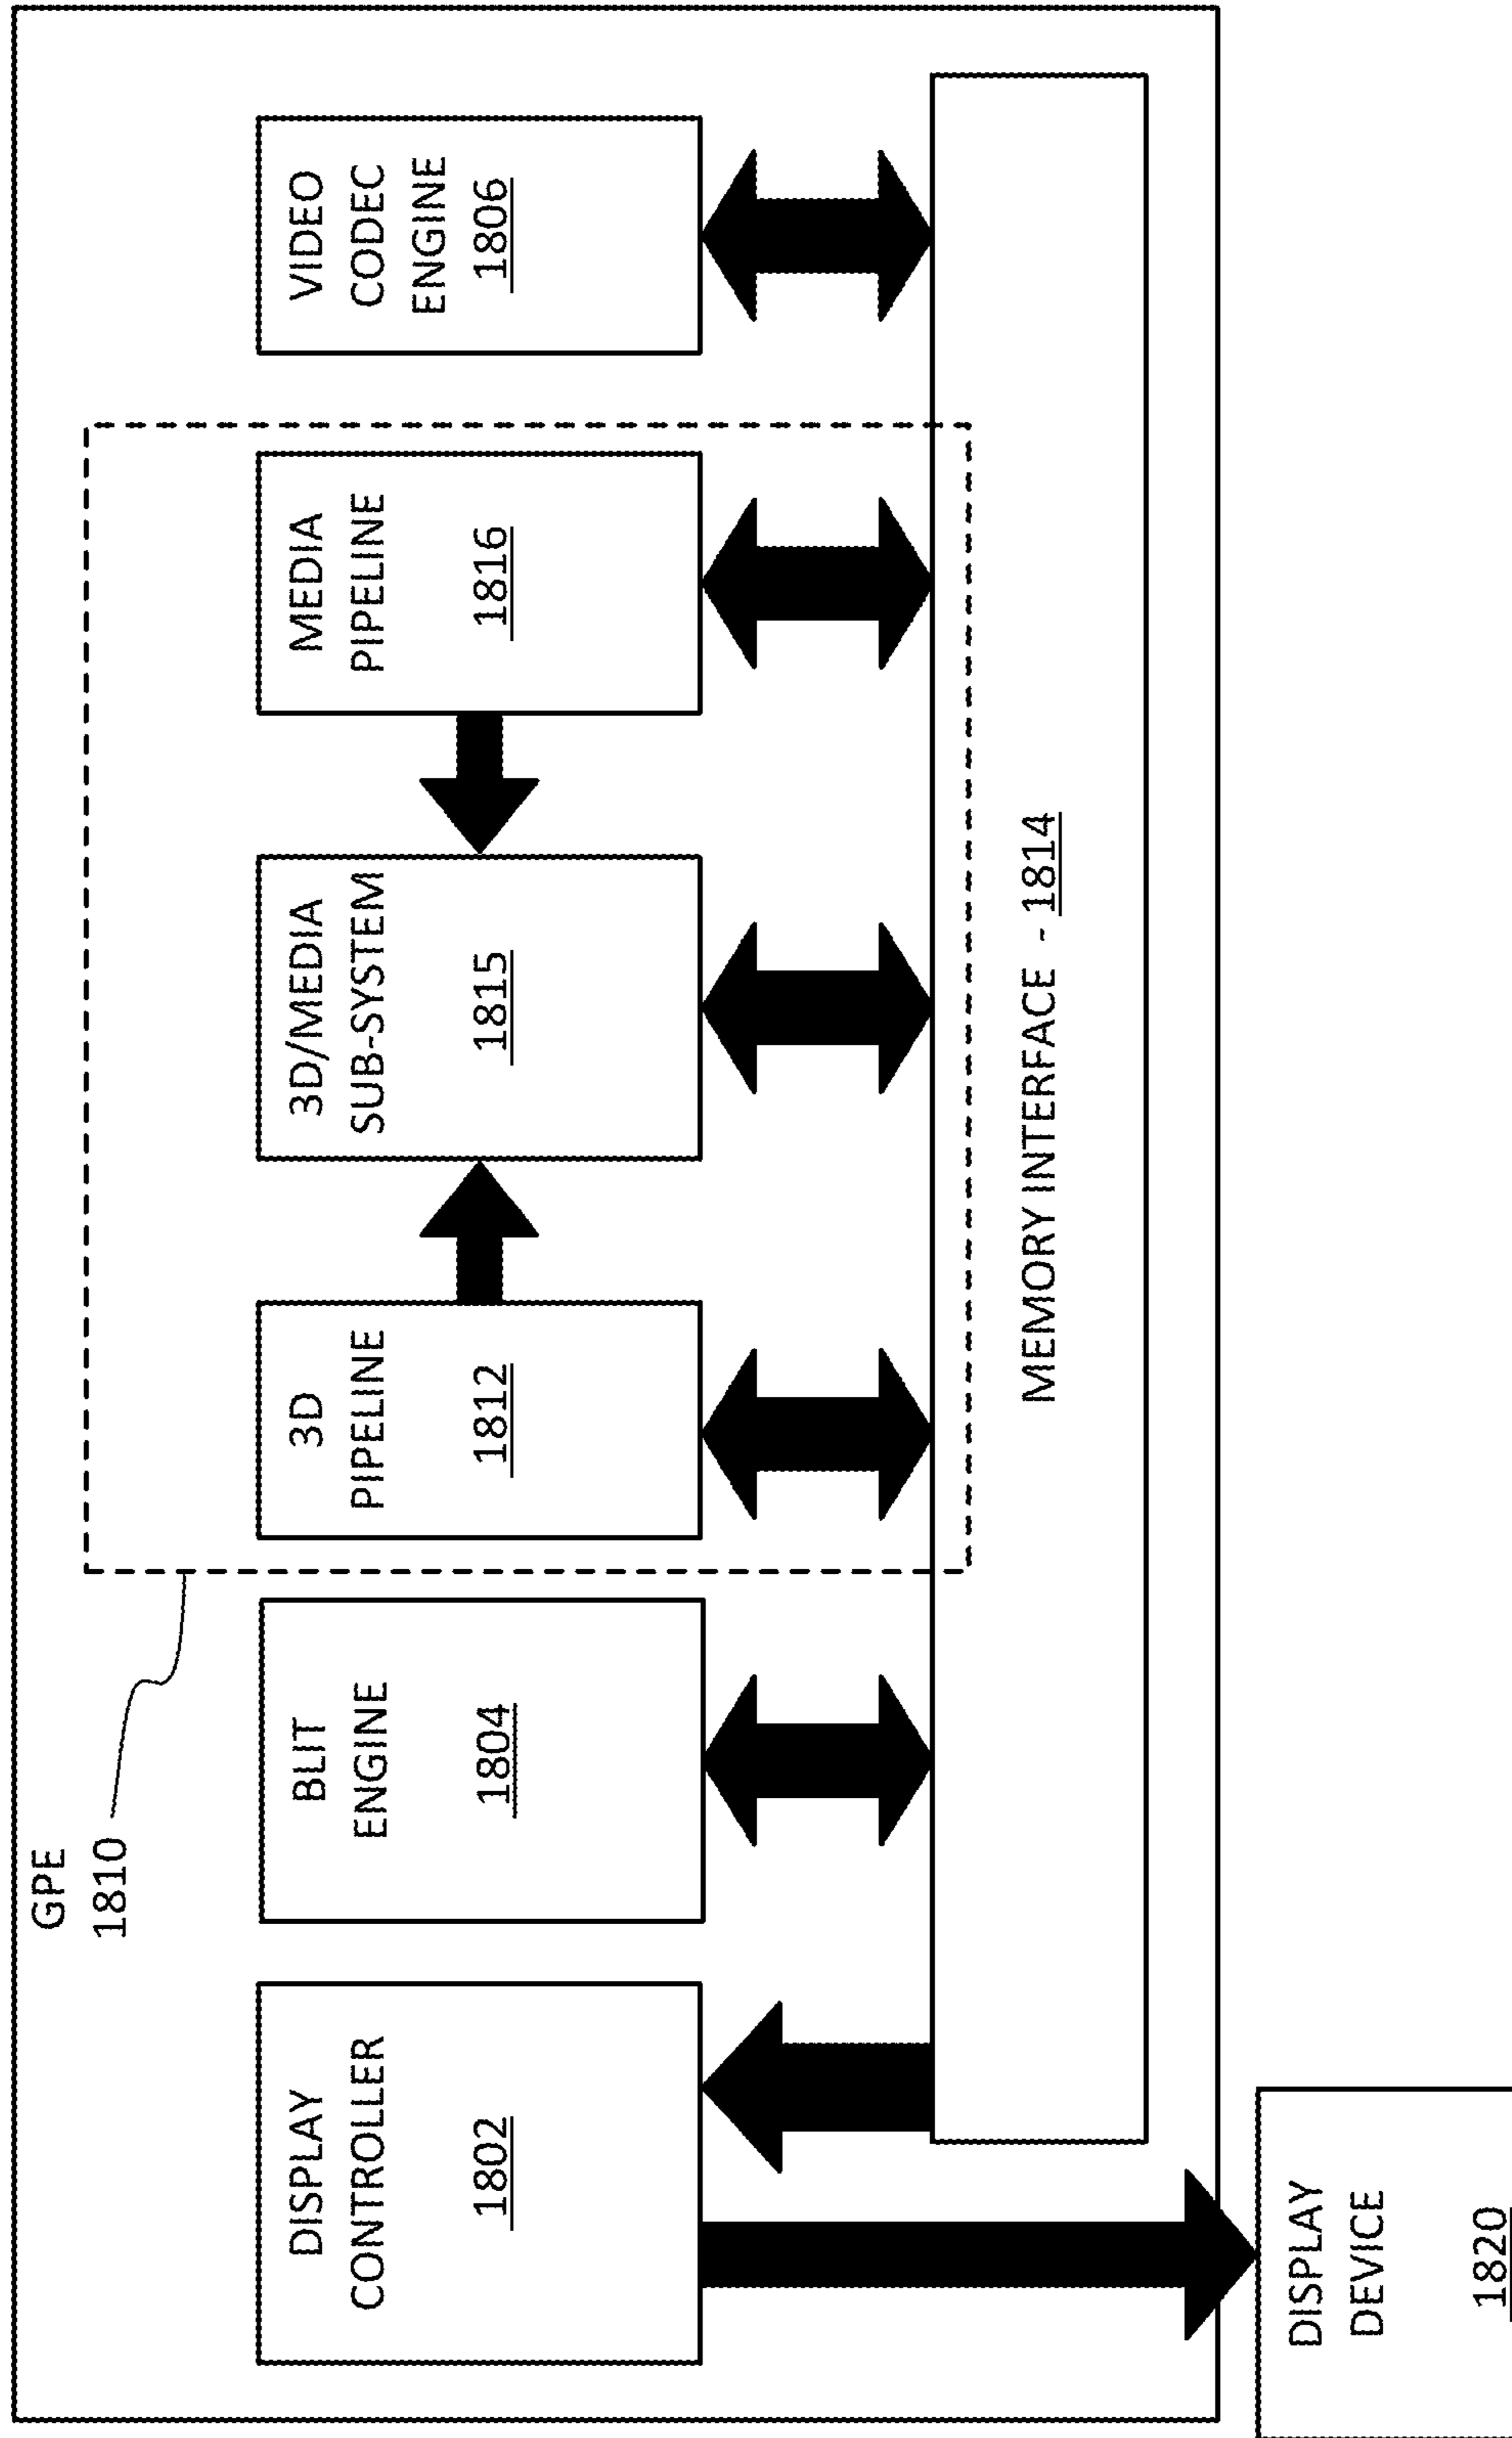 GPE
1810
DISPLAY
CONTROLLER
1802
BLIT
ENGINE
1804
3D
PIPELINE
1812
3D/MEDIA
SUB-SYSTEM
1815
MEDIA
PIPELINE
1816
VIDEO
CODEC
ENGINE
1806
MEMORY INTERFACE - 1814
DISPLAY
DEVICE
1820